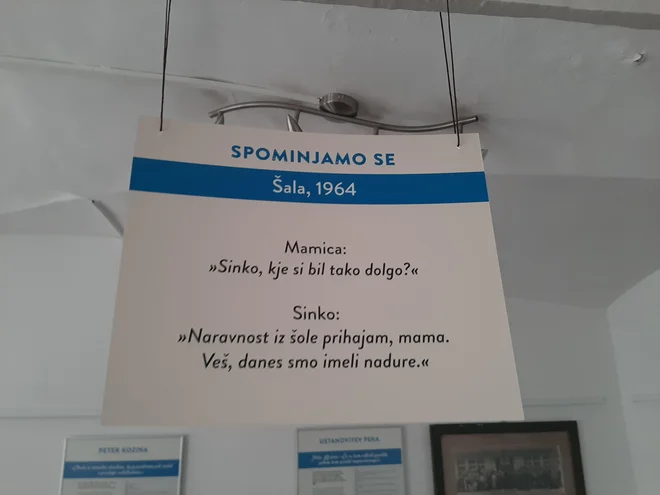 SPOMINJAMO SE
Šala, 1964
Mamica:
»Sinko, kje si bil tako dolgo?«
Sinko:
»Naravnost iz šole prihajam, mama.
Veš, danes smo imeli nadure.«
PETER KOZINA
USTANOVITEV PEKA